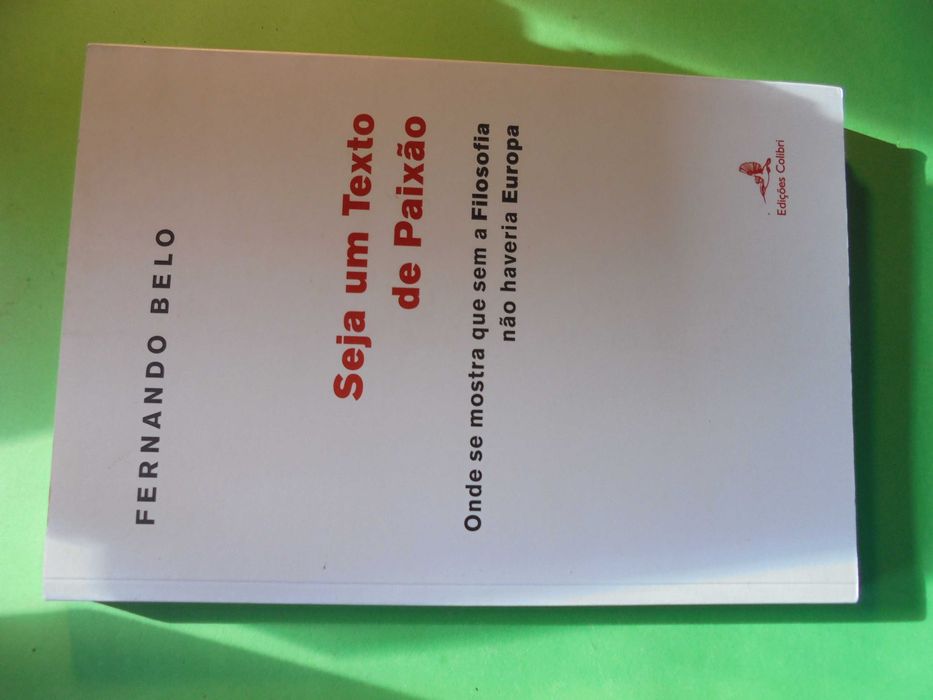 FERNANDO BELO
Seja um Texto
de Paixão
Onde se mostra que sem a Filosofia
não haveria Europa
Edições Colibri